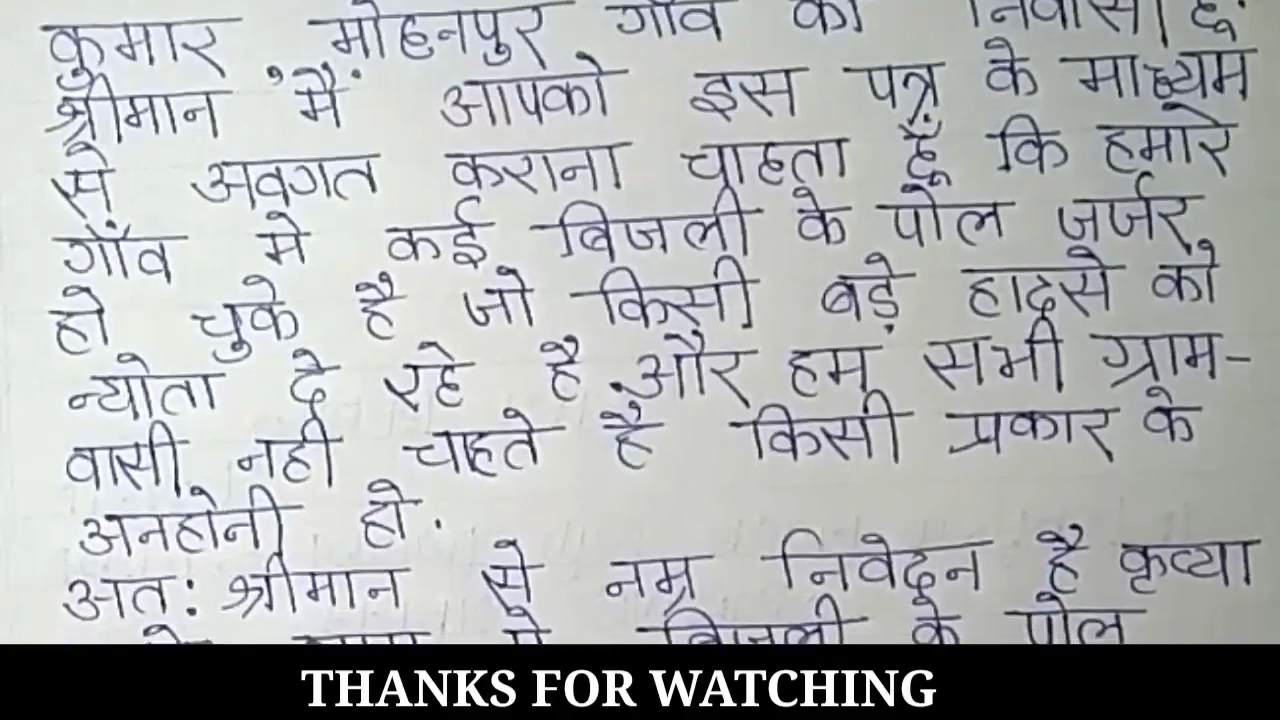 कुमार मोहनपुर गाँव का निवासी हूँ.
श्रीमान मैं आपको इस पत्र के माध्यम
से अवगत कराना चाहता हूँ कि हमारे
गाँव मे कई बिजली के पोल जर्जर
हो चुके है जो किसी बड़े हादसे को
न्योता दे रहे है. और हम सभी ग्राम-
वासी नही चाहते है किसी प्रकार के
अनहोनी हो.
अत: श्रीमान से नम्र निवेदन है कृप्या
बिजली के पोल
THANKS FOR WATCHING